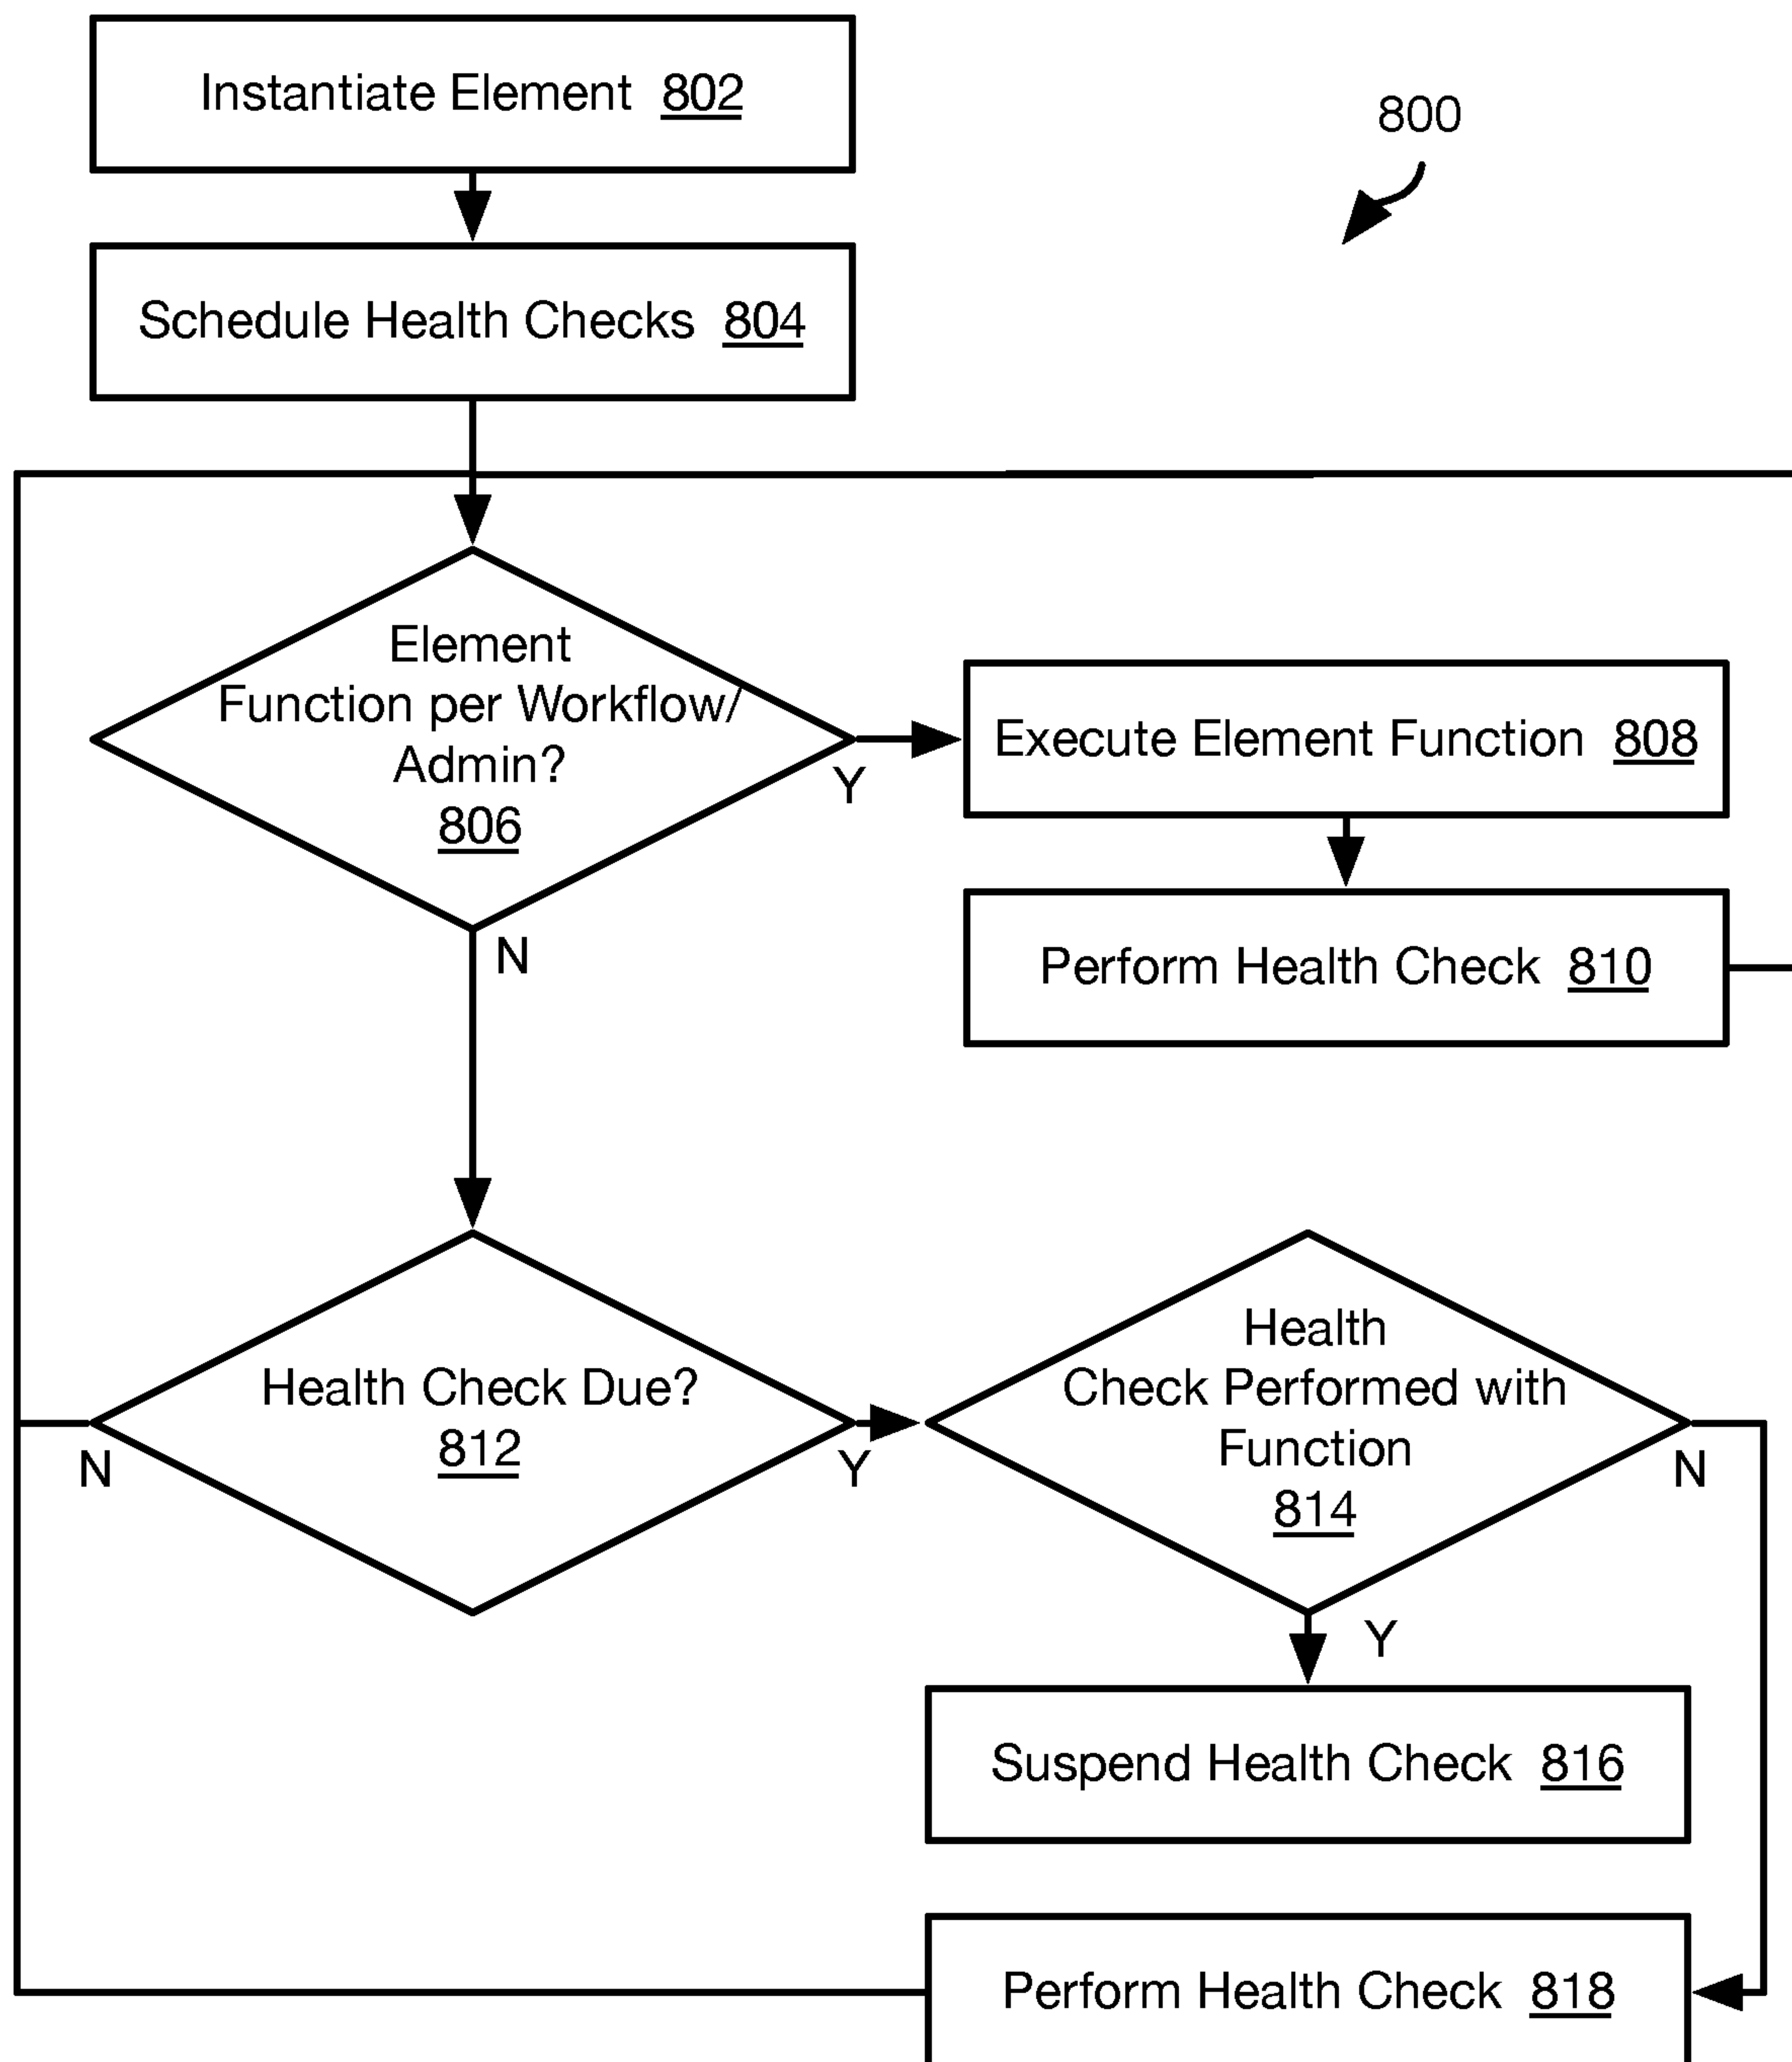 Instantiate Element 802
800
Schedule Health Checks 804
Element
Function per Workflow/
Admin?
806
Y
N
Execute Element Function 808
Perform Health Check 810
Health Check Due?
812
N
Y
Health
Check Performed with
Function
814
N
Y
Suspend Health Check 816
Perform Health Check 818